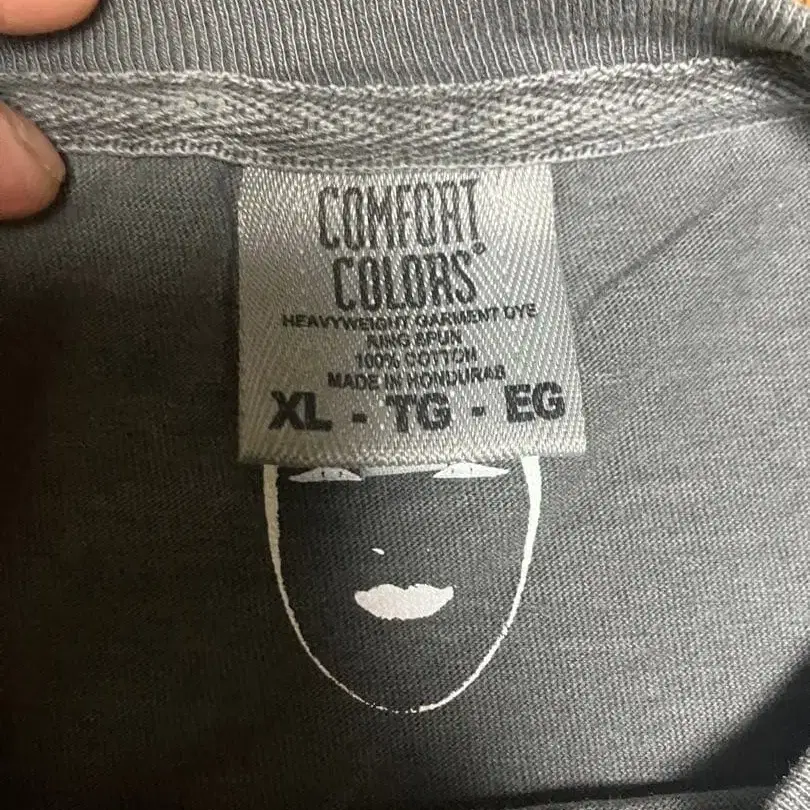 COMFORT
COLORS®
HEAVYWEIGHT GARMENT DYE
RING SPUN
100% COTTON
MADE IN HONDURAS
XL - TG - EG